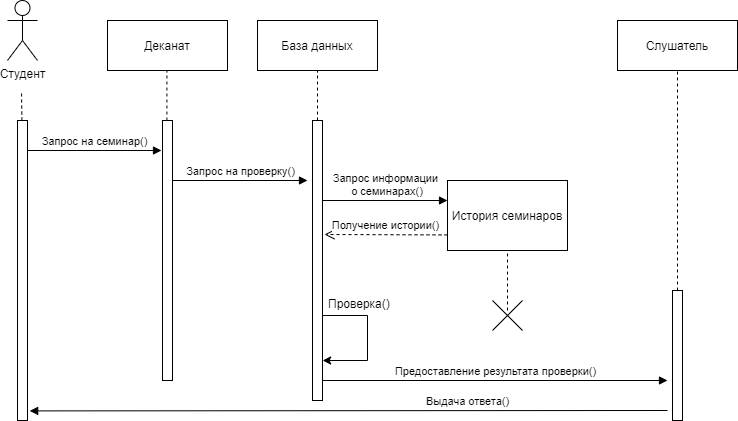 Студент
Деканат
База данных
Слушатель
Запрос на семинар()
Запрос на проверку()
Запрос информации
о семинарах()
История семинаров
Получение истории()
Проверка()
Предоставление результата проверки()
Выдача ответа()